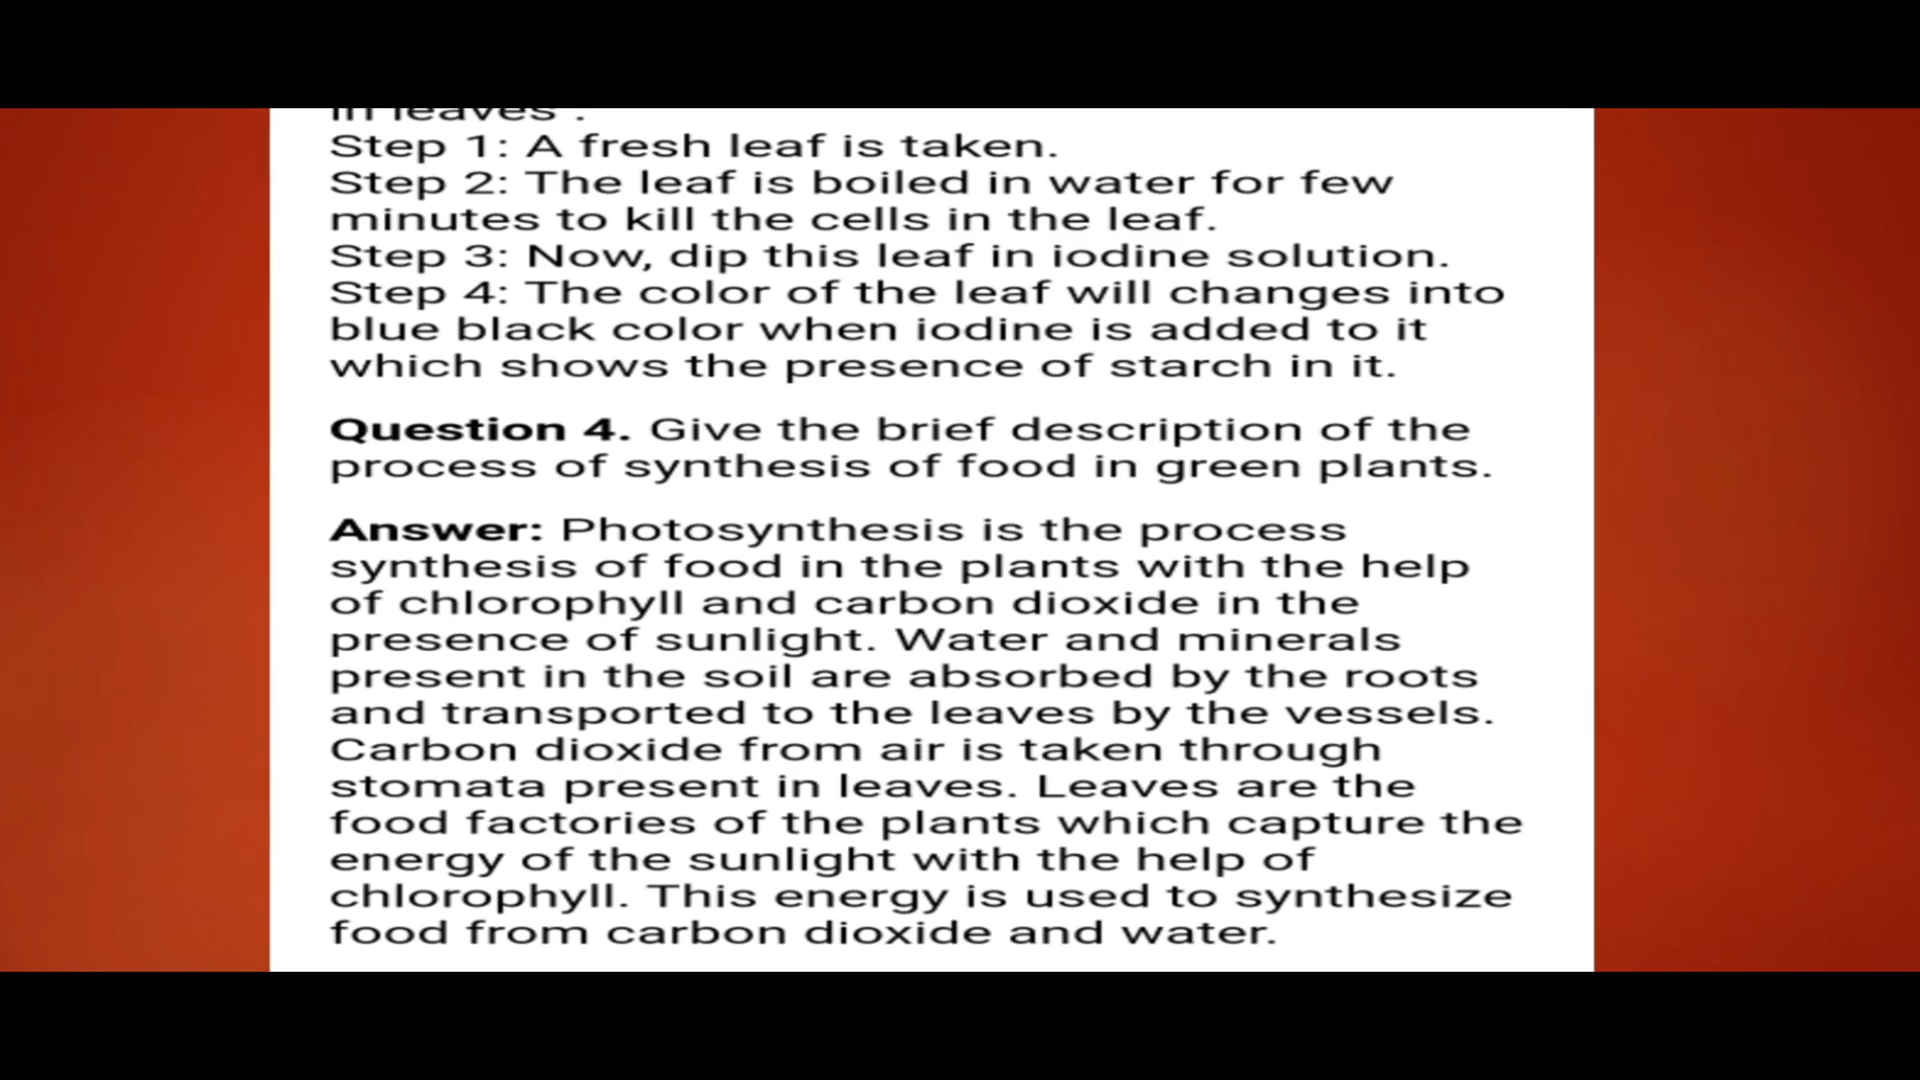 in leaves .
Step 1: A fresh leaf is taken.
Step 2: The leaf is boiled in water for few
minutes to kill the cells in the leaf.
Step 3: Now, dip this leaf in iodine solution.
Step 4: The color of the leaf will changes into
blue black color when iodine is added to it
which shows the presence of starch in it.
Question 4. Give the brief description of the
process of synthesis of food in green plants.
Answer: Photosynthesis is the process
synthesis of food in the plants with the help
of chlorophyll and carbon dioxide in the
presence of sunlight. Water and minerals
present in the soil are absorbed by the roots
and transported to the leaves by the vessels.
Carbon dioxide from air is taken through
stomata present in leaves. Leaves are the
food factories of the plants which capture the
energy of the sunlight with the help of
chlorophyll. This energy is used to synthesize
food from carbon dioxide and water.